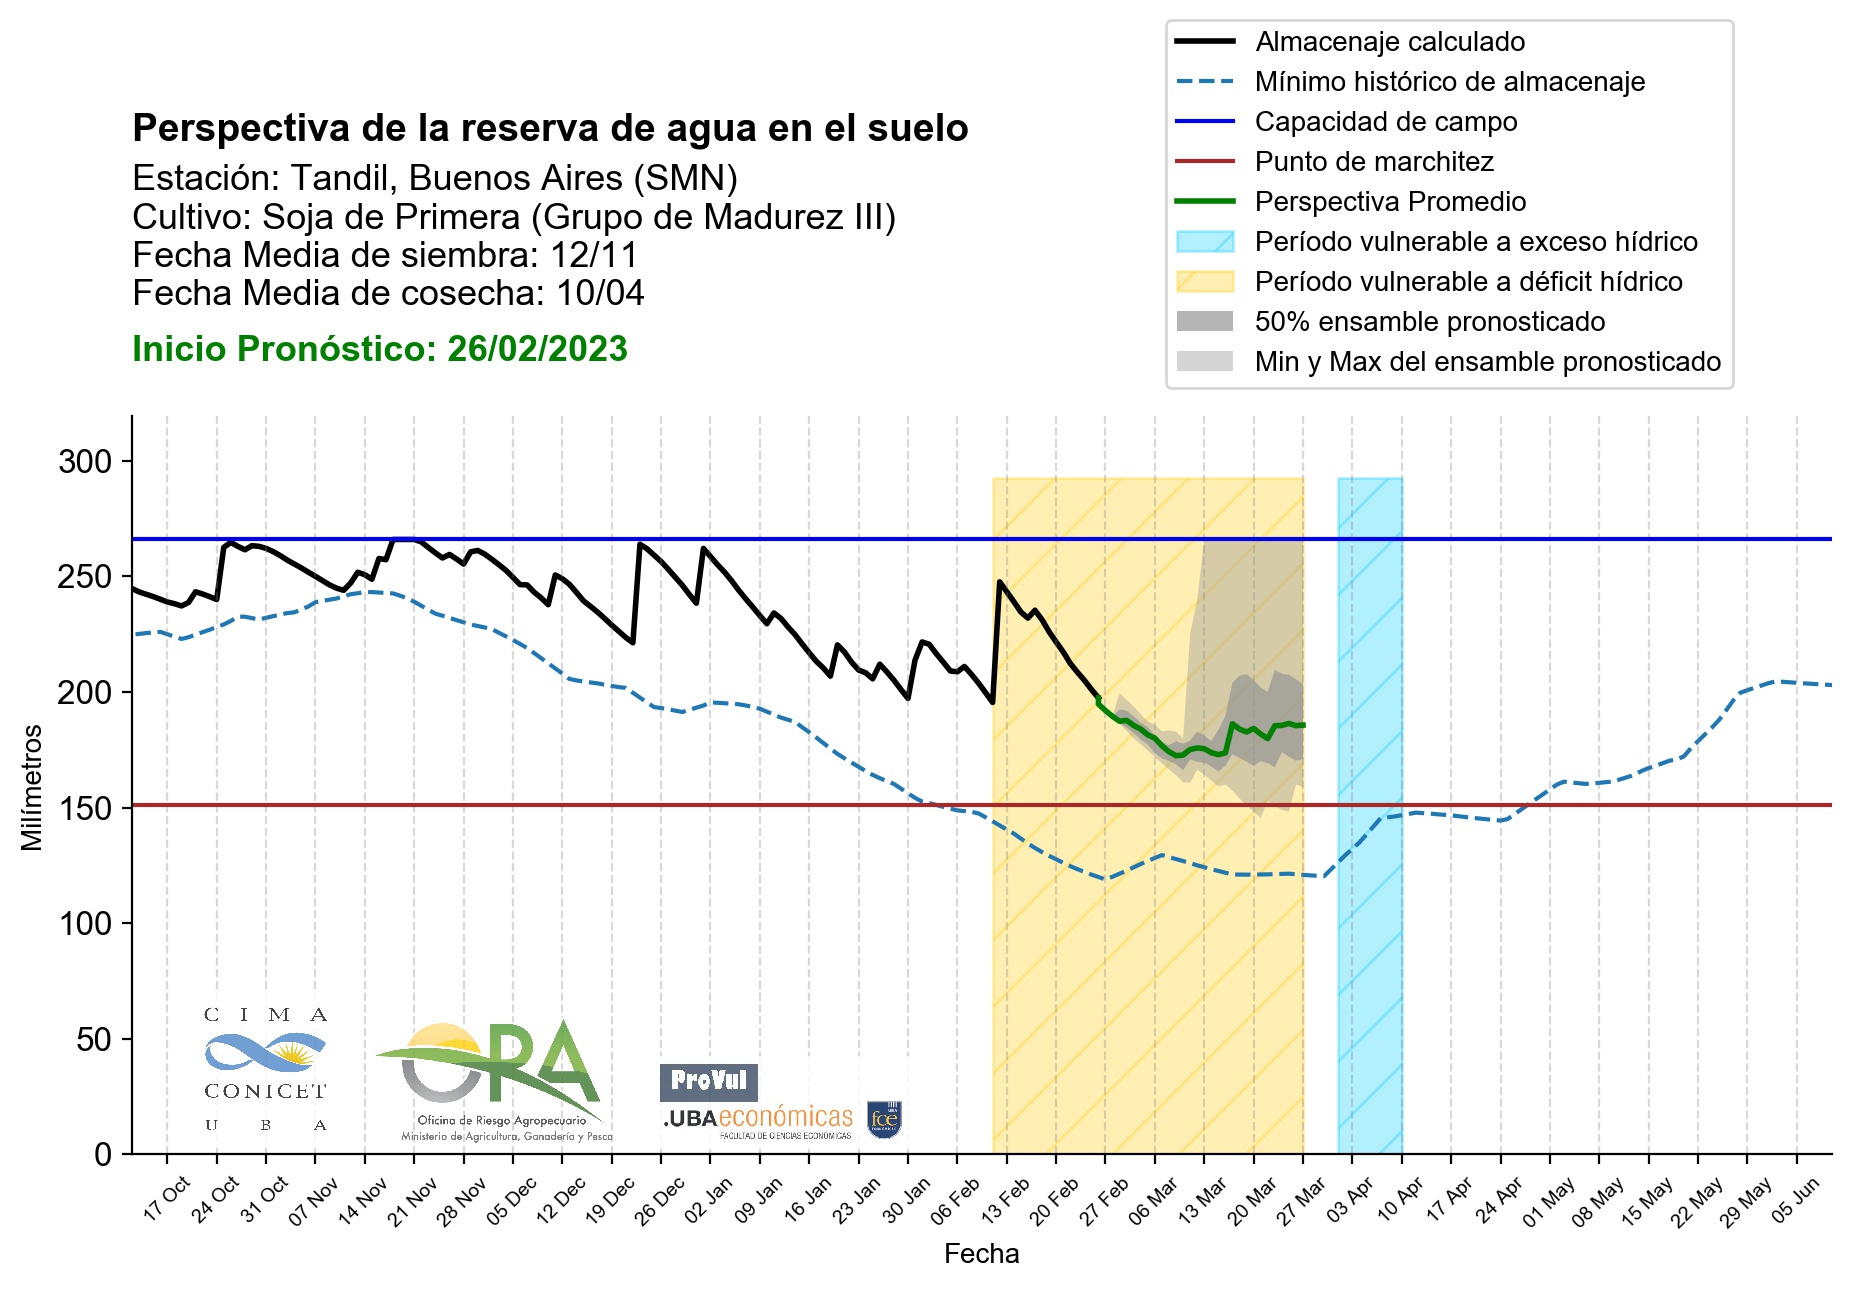 Almacenaje calculado
Mínimo histórico de almacenaje
Capacidad de campo
Punto de marchitez
Perspectiva Promedio
Período vulnerable a exceso hídrico
Período vulnerable a déficit hídrico
50% ensamble pronosticado
Min y Max del ensamble pronosticado
Perspectiva de la reserva de agua en el suelo
Estación: Tandil, Buenos Aires (SMN)
Cultivo: Soja de Primera (Grupo de Madurez III)
Fecha Media de siembra: 12/11
Fecha Media de cosecha: 10/04
Inicio Pronóstico: 26/02/2023
Milímetros
300
250
200
150
100
50
0
C I M A
CONICET
U B A
ORA
Oficina de Riesgo Agropecuario
Ministerio de Agricultura, Ganadería y Pesca
ProVul
.UBAeconómicas
FACULTAD DE CIENCIAS ECONÓMICAS
fce
17 Oct
24 Oct
31 Oct
07 Nov
14 Nov
21 Nov
28 Nov
05 Dec
12 Dec
19 Dec
26 Dec
02 Jan
09 Jan
16 Jan
23 Jan
30 Jan
06 Feb
13 Feb
20 Feb
27 Feb
06 Mar
13 Mar
20 Mar
27 Mar
03 Apr
10 Apr
17 Apr
24 Apr
01 May
08 May
15 May
22 May
29 May
05 Jun
Fecha